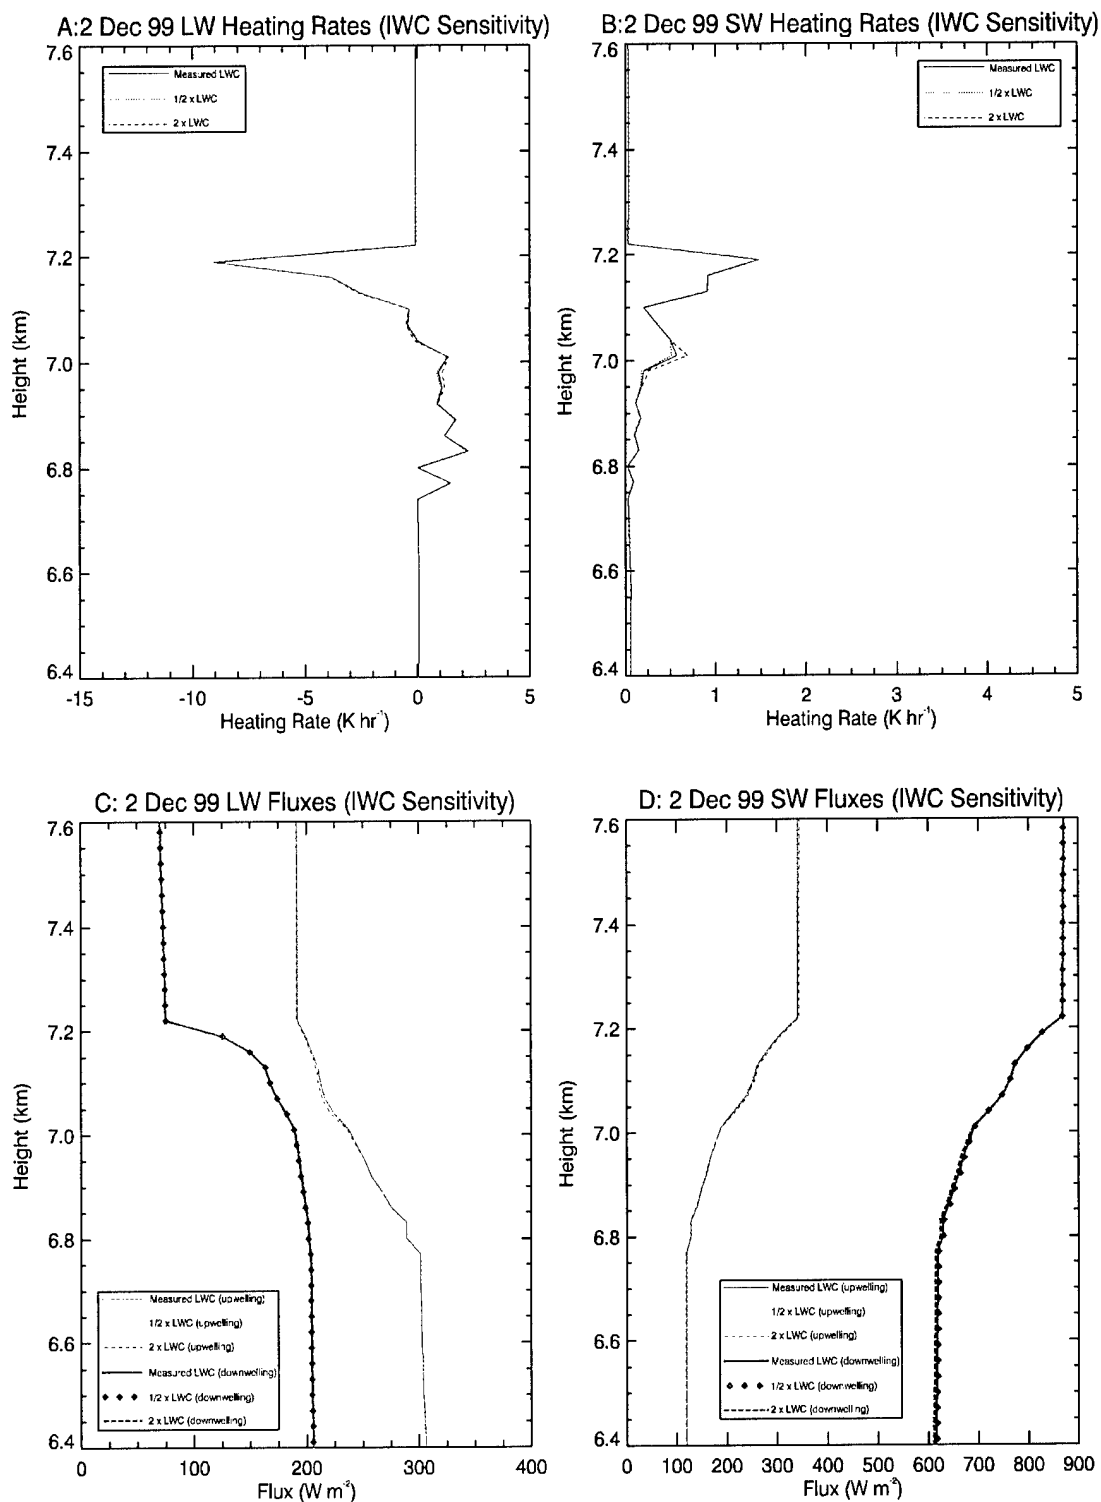 A:2 Dec 99 LW Heating Rates (IWC Sensitivity)
Measured LWC
1/2 x LWC
2 x LWC
7.6
7.4
7.2
7.0
6.8
6.6
6.4
Height (km)
-15 -10 -5 0 5
Heating Rate (K hr⁻¹)
B:2 Dec 99 SW Heating Rates (IWC Sensitivity)
Measured LWC
1/2 x LWC
2 x LWC
7.6
7.4
7.2
7.0
6.8
6.6
6.4
Height (km)
0 1 2 3 4 5
Heating Rate (K hr⁻¹)
C: 2 Dec 99 LW Fluxes (IWC Sensitivity)
7.6
7.4
7.2
7.0
6.8
6.6
6.4
Height (km)
Measured LWC (upwelling)
1/2 x LWC (upwelling)
2 x LWC (upwelling)
Measured LWC (downwelling)
1/2 x LWC (downwelling)
2 x LWC (downwelling)
0 100 200 300 400
Flux (W m⁻²)
D: 2 Dec 99 SW Fluxes (IWC Sensitivity)
7.6
7.4
7.2
7.0
6.8
6.6
6.4
Height (km)
Measured LWC (upwelling)
1/2 x LWC (upwelling)
2 x LWC (upwelling)
Measured LWC (downwelling)
1/2 x LWC (downwelling)
2 x LWC (downwelling)
0 100 200 300 400 500 600 700 800 900
Flux (W m⁻²)